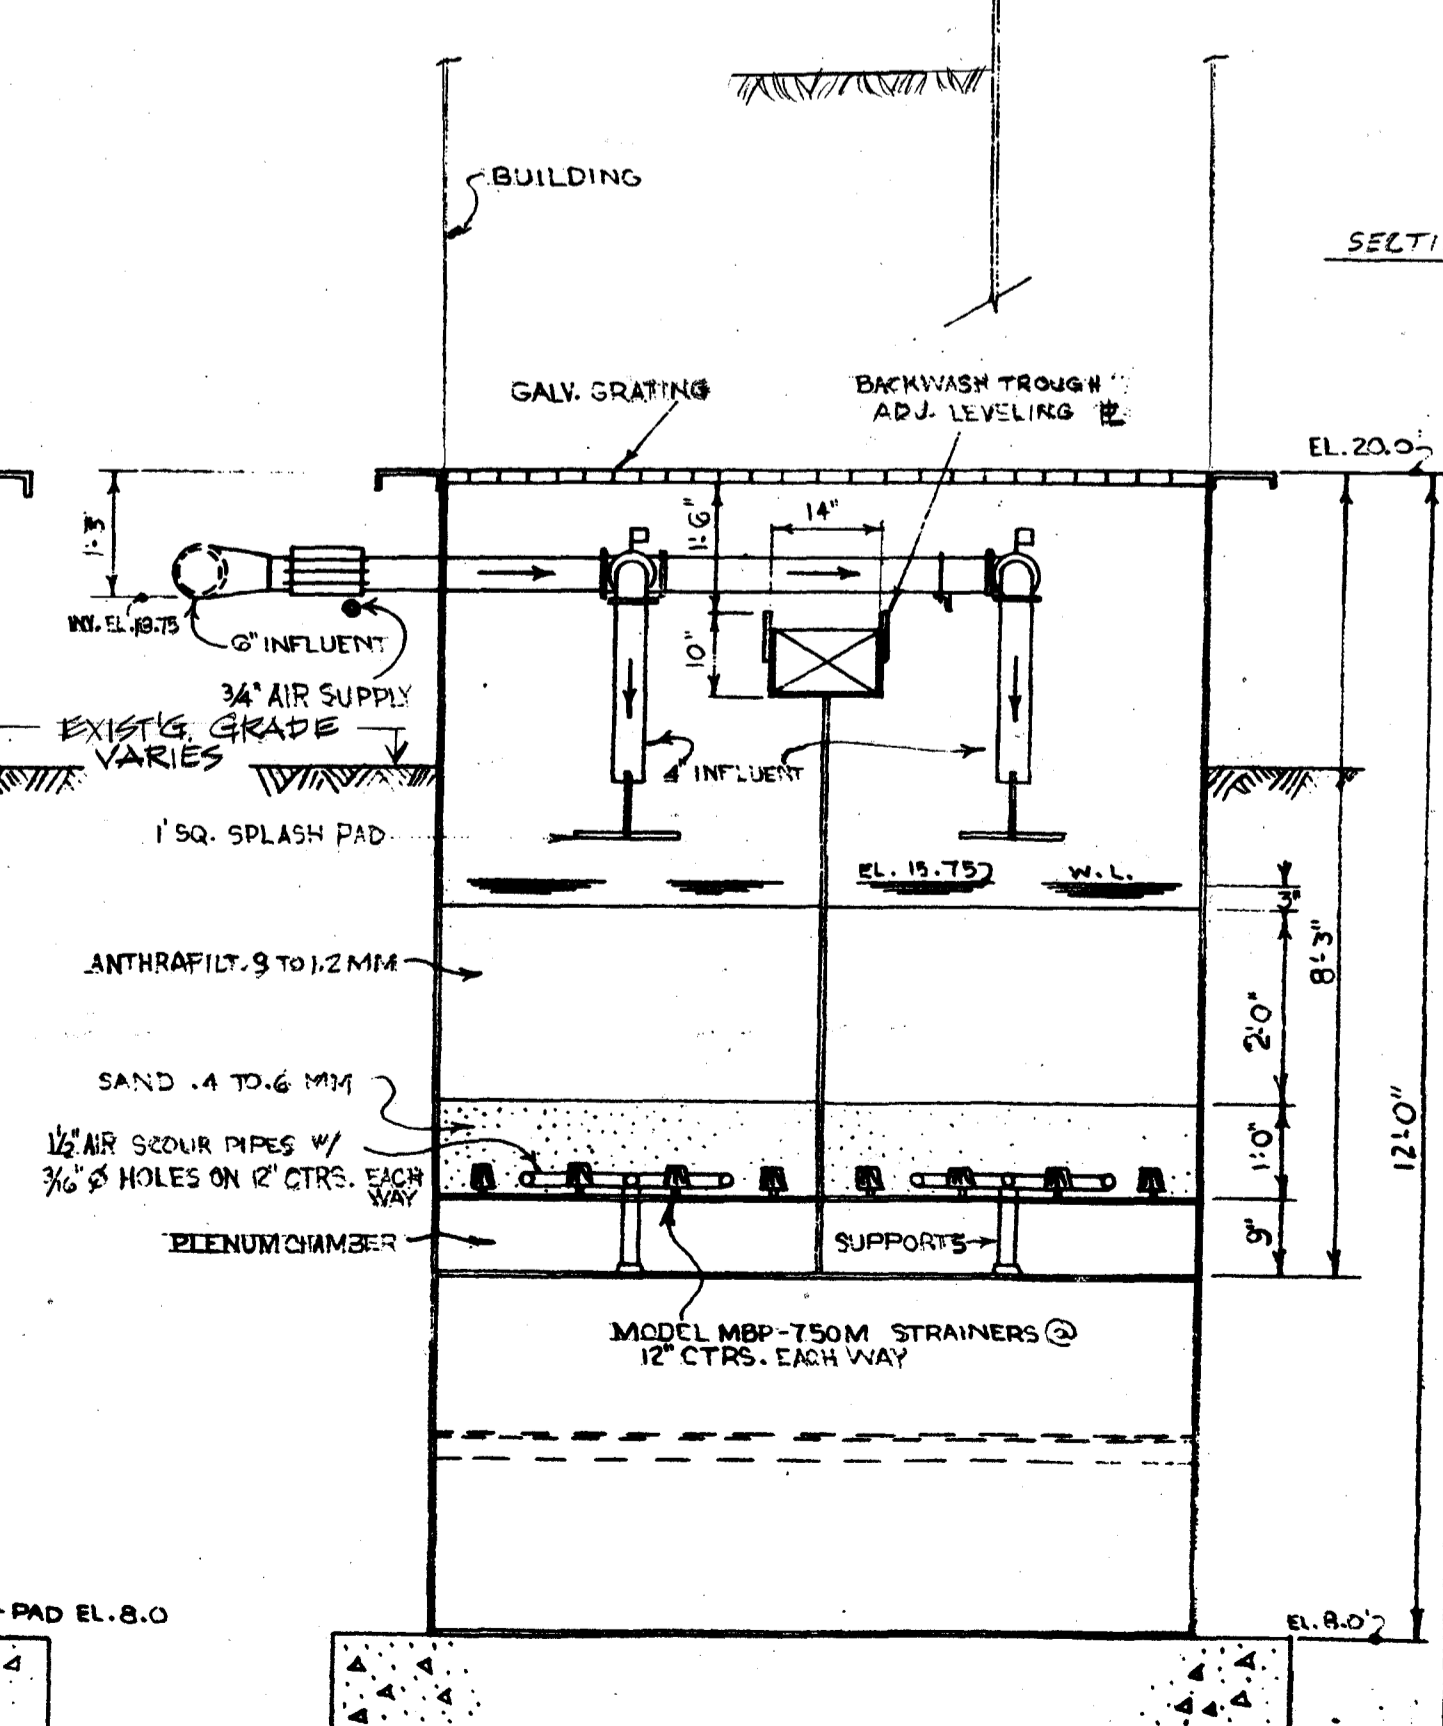 BUILDING
SECTI
GALV. GRATING
BACKWASH TROUGH
ADJ. LEVELING ⅊
EL. 20.0
1'-3"
1'-6"
14"
10"
INV. EL. 18.75
6" INFLUENT
3/4" AIR SUPPLY
EXIST'G. GRADE
VARIES
4" INFLUENT
1' SQ. SPLASH PAD
EL. 15.75
W.L.
3"
8'-3"
ANTHRAFILT .9 TO 1.2 MM
2'-0"
SAND .4 TO .6 MM
1½" AIR SCOUR PIPES W/
3/16" Ø HOLES ON 12" CTRS. EACH
WAY
1'-0"
12'-0"
PLENUM CHAMBER
SUPPORTS
9"
MODEL MBP-750M STRAINERS @
12" CTRS. EACH WAY
PAD EL. 8.0
EL. 8.0'